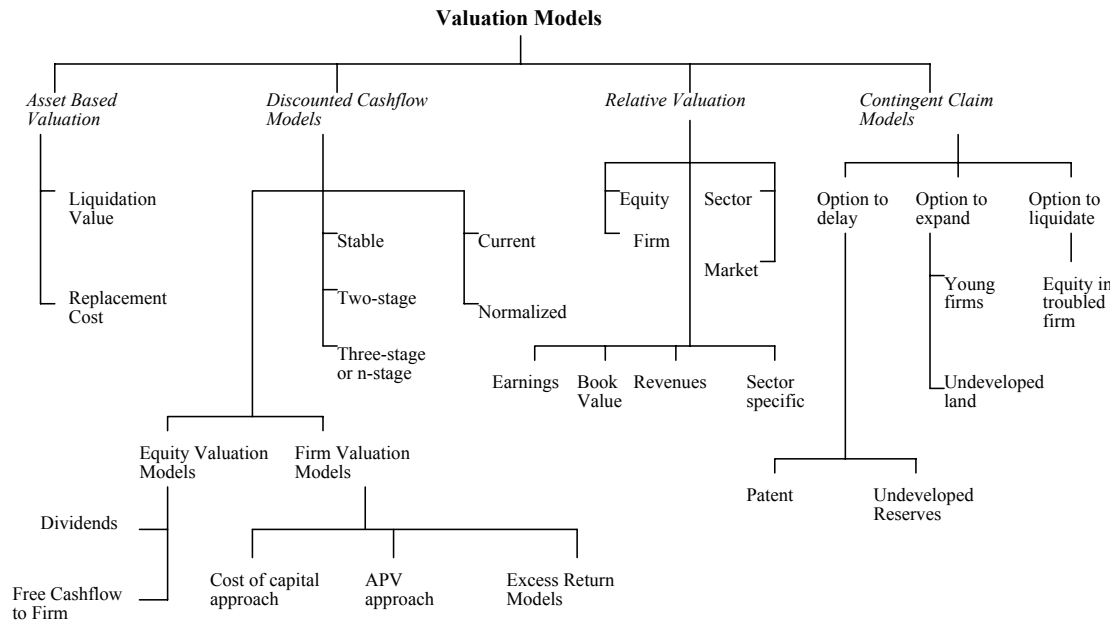 Valuation Models
Asset Based
Valuation
Discounted Cashflow
Models
Relative Valuation
Contingent Claim
Models
Liquidation
Value
Replacement
Cost
Stable
Two-stage
Three-stage
or n-stage
Current
Normalized
Equity
Firm
Sector
Market
Option to
delay
Option to
expand
Option to
liquidate
Young
firms
Equity in
troubled
firm
Undeveloped
land
Earnings
Book
Value
Revenues
Sector
specific
Equity Valuation
Models
Firm Valuation
Models
Patent
Undeveloped
Reserves
Dividends
Free Cashflow
to Firm
Cost of capital
approach
APV
approach
Excess Return
Models